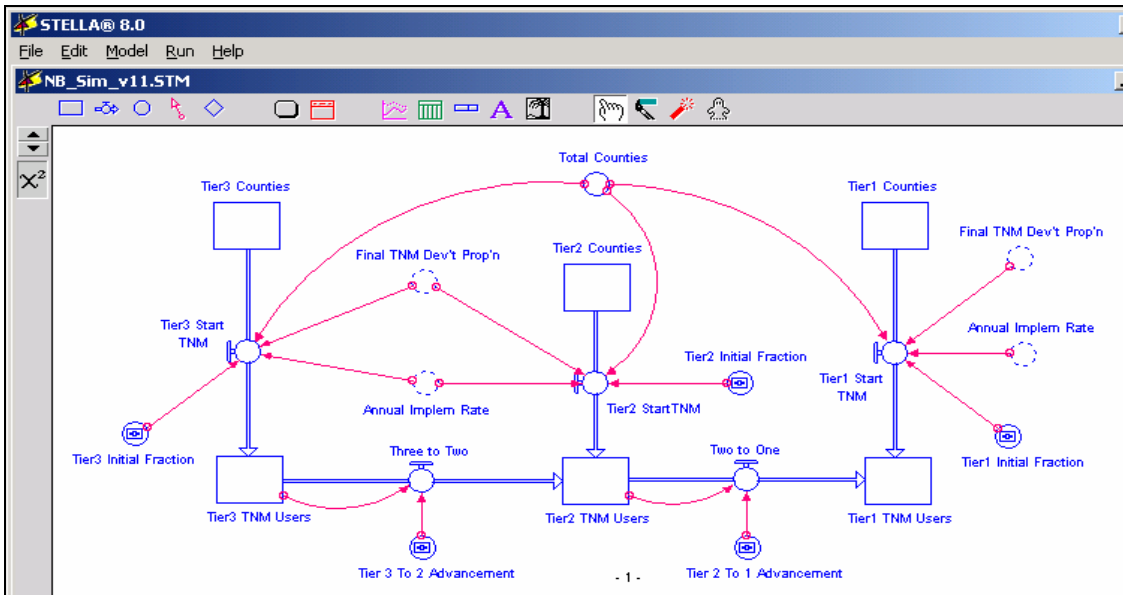 STELLA® 8.0
File Edit Model Run Help
NB_Sim_v11.STM
A
x²
Total Counties
Tier3 Counties
Tier1 Counties
Final TNM Dev't Prop'n
Tier2 Counties
Final TNM Dev't Prop'n
Tier3 Start
TNM
Annual Implem Rate
Tier2 Initial Fraction
Tier1 Start
TNM
Annual Implem Rate
Tier2 StartTNM
Tier3 Initial Fraction
Three to Two
Two to One
Tier1 Initial Fraction
Tier3 TNM Users
Tier2 TNM Users
Tier1 TNM Users
Tier 3 To 2 Advancement
- 1 -
Tier 2 To 1 Advancement